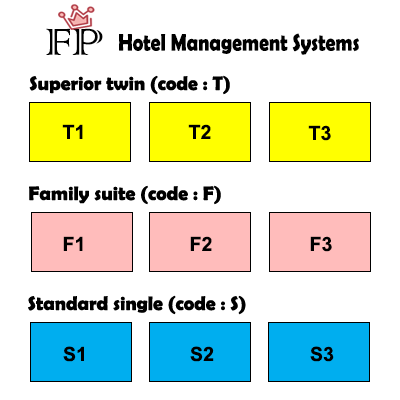 FP Hotel Management Systems
Superior twin (code : T)
T1 T2 T3
Family suite (code : F)
F1 F2 F3
Standard single (code : S)
S1 S2 S3